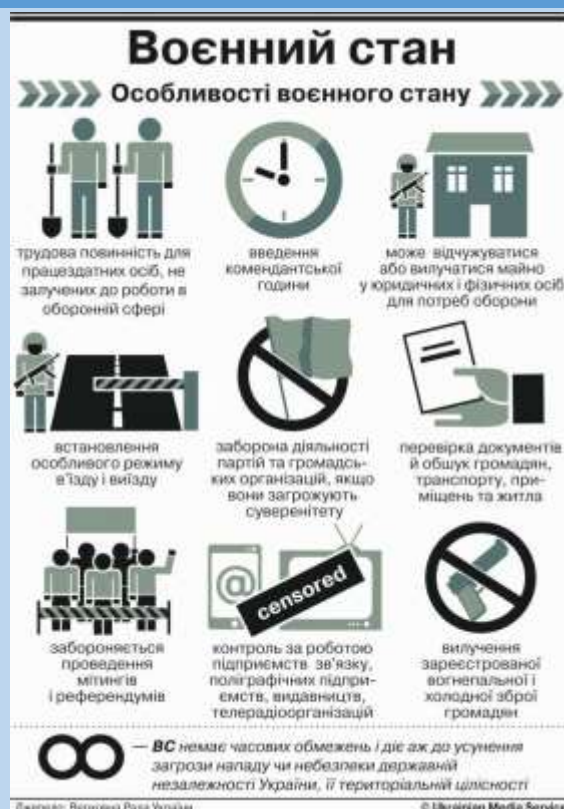 Воєнний стан
Особливості воєнного стану
трудова повинність для
працездатних осіб, не
залучених до роботи в
оборонній сфері
введення
комендантської
години
може відчужуватися
або вилучатися майно
у юридичних і фізичних осіб
для потреб оборони
встановлення
особливого режиму
в'їзду і виїзду
заборона діяльності
партій та громадсь-
ких організацій, якщо
вони загрожують
суверенітету
перевірка документів
й обшук громадян,
транспорту, при-
міщень та житла
забороняється
проведення
мітингів
і референдумів
@
censored
контроль за роботою
підприємств зв'язку,
поліграфічних підпри-
ємств, видавництв,
телерадіоорганізацій
вилучення
зареєстрованої
вогнепальної і
холодної зброї
громадян
— ВС немає часових обмежень і діє аж до усунення
загрози нападу чи небезпеки державній
незалежності України, її територіальній цілісності
Джерело: Верховна Рада України
© Ukrainian Media Service